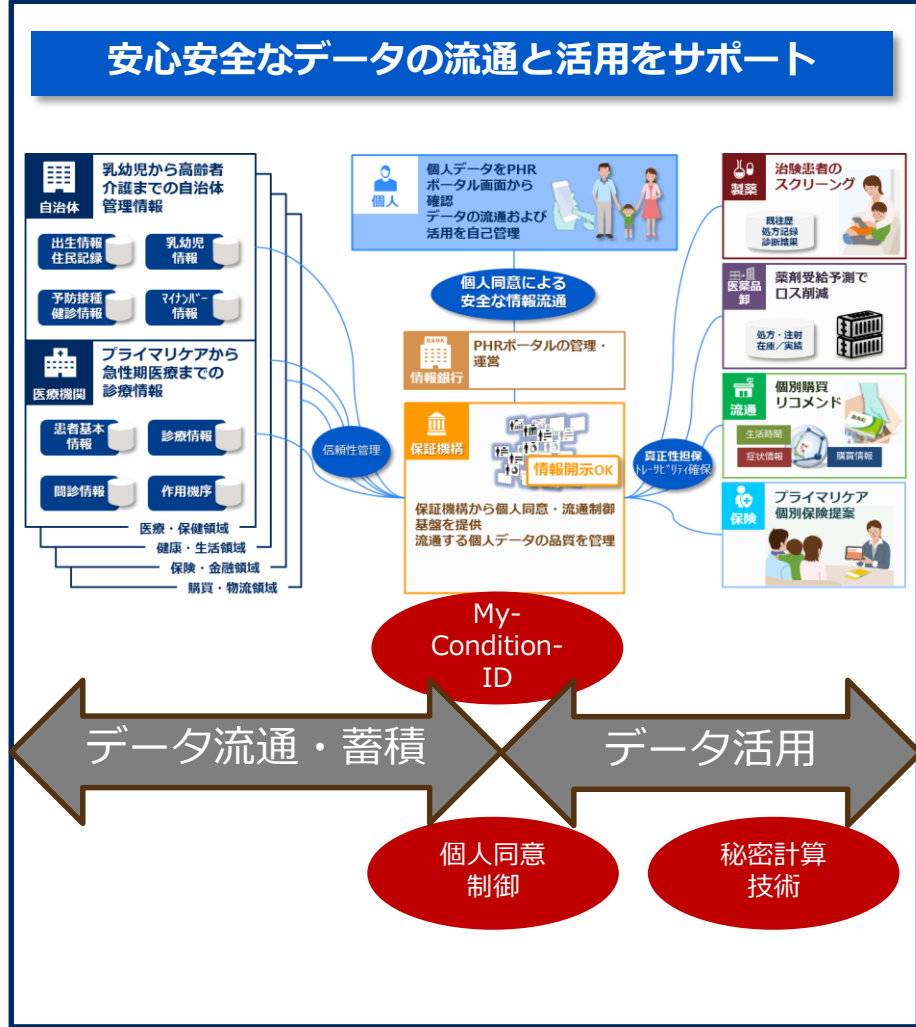 安心安全なデータの流通と活用をサポート
自治体
乳幼児から高齢者
介護までの自治体
管理情報
出生情報
住民記録
乳幼児
情報
予防接種
健診情報
ﾏｲﾅﾝﾊﾞｰ
情報
医療機関
プライマリケアから
急性期医療までの
診療情報
患者基本
情報
診療情報
問診情報
作用機序
医療・保健領域
健康・生活領域
保険・金融領域
購買・物流領域
個人
個人データをPHR
ポータル画面から
確認
データの流通および
活用を自己管理
個人同意による
安全な情報流通
BANK
情報銀行
PHRポータルの管理・
運営
信頼性管理
保証機構
情報開示OK
保証機構から個人同意・流通制御
基盤を提供
流通する個人データの品質を管理
真正性担保
ﾄﾚｰｻﾋﾞﾘﾃｨ確保
製薬
治験患者の
スクリーング
既往歴
処方記録
診断結果
医薬品
卸
薬剤受給予測で
ロス削減
処方・注射
在庫／実績
流通
個別購買
リコメンド
生活時間
症状情報
購買情報
保険
プライマリケア
個別保険提案
My-
Condition-
ID
データ流通・蓄積
データ活用
個人同意
制御
秘密計算
技術